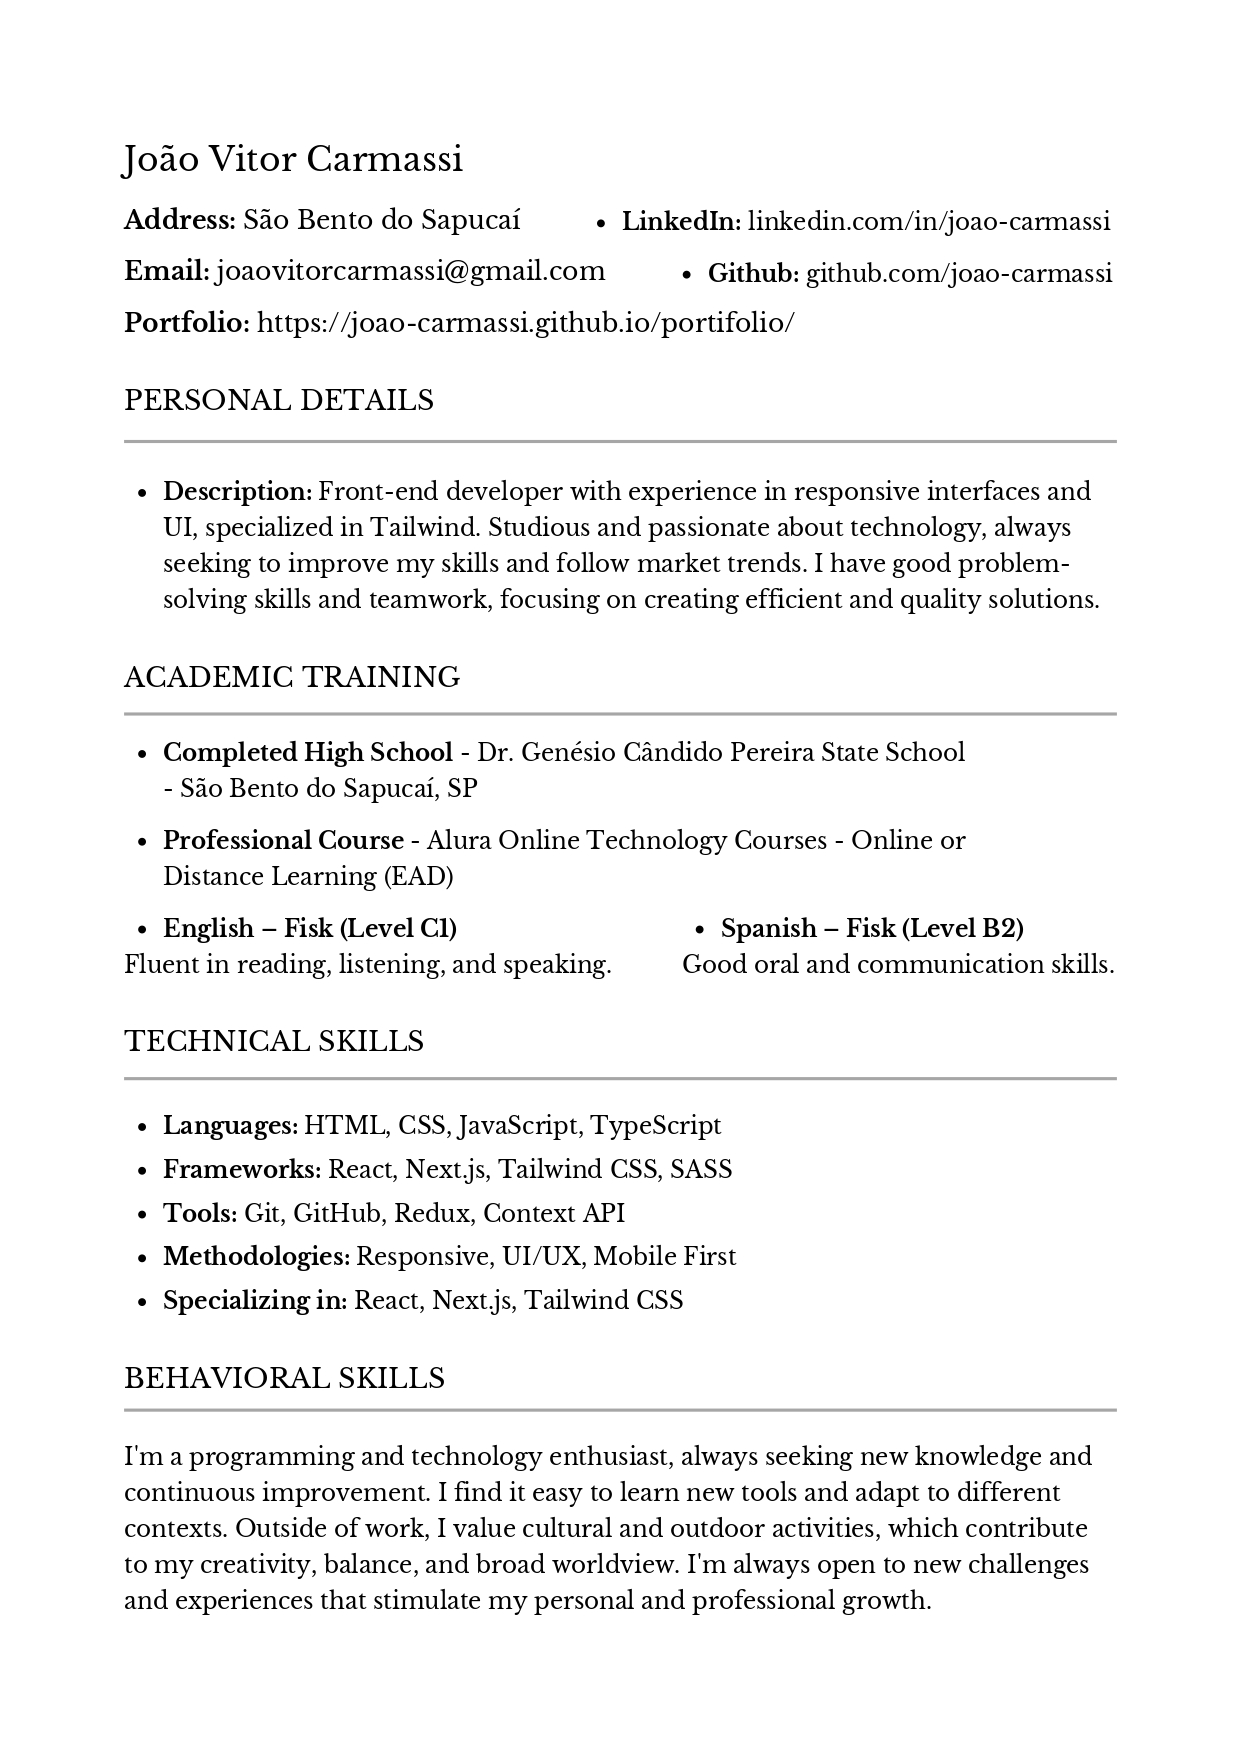 João Vitor Carmassi
Address: São Bento do Sapucaí
• LinkedIn: linkedin.com/in/joao-carmassi
Email: joaovitorcarmassi@gmail.com
• Github: github.com/joao-carmassi
Portfolio: https://joao-carmassi.github.io/portifolio/
PERSONAL DETAILS
• Description: Front-end developer with experience in responsive interfaces and
UI, specialized in Tailwind. Studious and passionate about technology, always
seeking to improve my skills and follow market trends. I have good problem-
solving skills and teamwork, focusing on creating efficient and quality solutions.
ACADEMIC TRAINING
• Completed High School - Dr. Genésio Cândido Pereira State School
- São Bento do Sapucaí, SP
• Professional Course - Alura Online Technology Courses - Online or
Distance Learning (EAD)
• English – Fisk (Level C1)
Fluent in reading, listening, and speaking.
• Spanish – Fisk (Level B2)
Good oral and communication skills.
TECHNICAL SKILLS
• Languages: HTML, CSS, JavaScript, TypeScript
• Frameworks: React, Next.js, Tailwind CSS, SASS
• Tools: Git, GitHub, Redux, Context API
• Methodologies: Responsive, UI/UX, Mobile First
• Specializing in: React, Next.js, Tailwind CSS
BEHAVIORAL SKILLS
I'm a programming and technology enthusiast, always seeking new knowledge and
continuous improvement. I find it easy to learn new tools and adapt to different
contexts. Outside of work, I value cultural and outdoor activities, which contribute
to my creativity, balance, and broad worldview. I'm always open to new challenges
and experiences that stimulate my personal and professional growth.